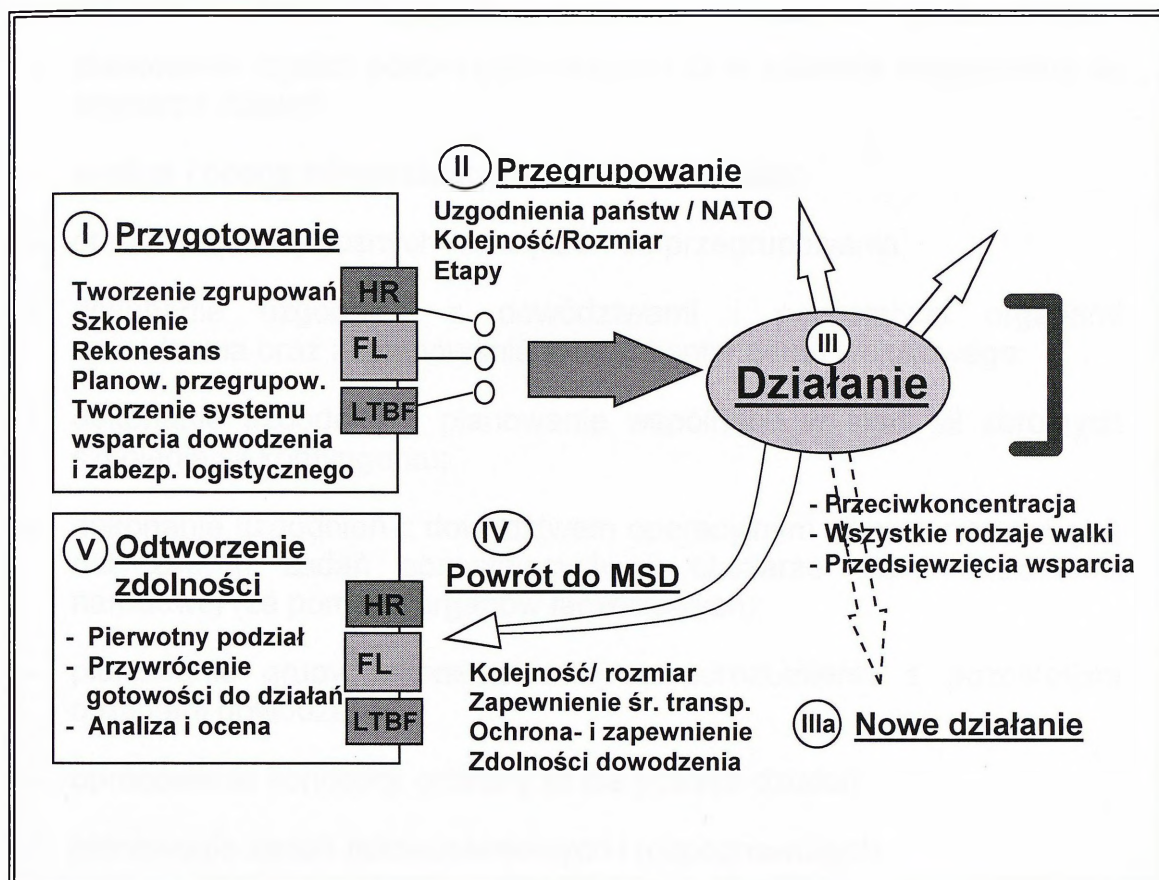 I Przygotowanie
Tworzenie zgrupowań
Szkolenie
Rekonesans
Planow. przegrupow.
Tworzenie systemu
wsparcia dowodzenia
i zabezp. logistycznego
HR
FL
LTBF
II Przegrupowanie
Uzgodnienia państw / NATO
Kolejność/Rozmiar
Etapy
III
Działanie
- Przeciwkoncentracja
- Wszystkie rodzaje walki
- Przedsięwzięcia wsparcia
IIIa Nowe działanie
IV
Powrót do MSD
Kolejność/ rozmiar
Zapewnienie śr. transp.
Ochrona- i zapewnienie
Zdolności dowodzenia
V Odtworzenie
zdolności
- Pierwotny podział
- Przywrócenie
gotowości do działań
- Analiza i ocena
HR
FL
LTBF